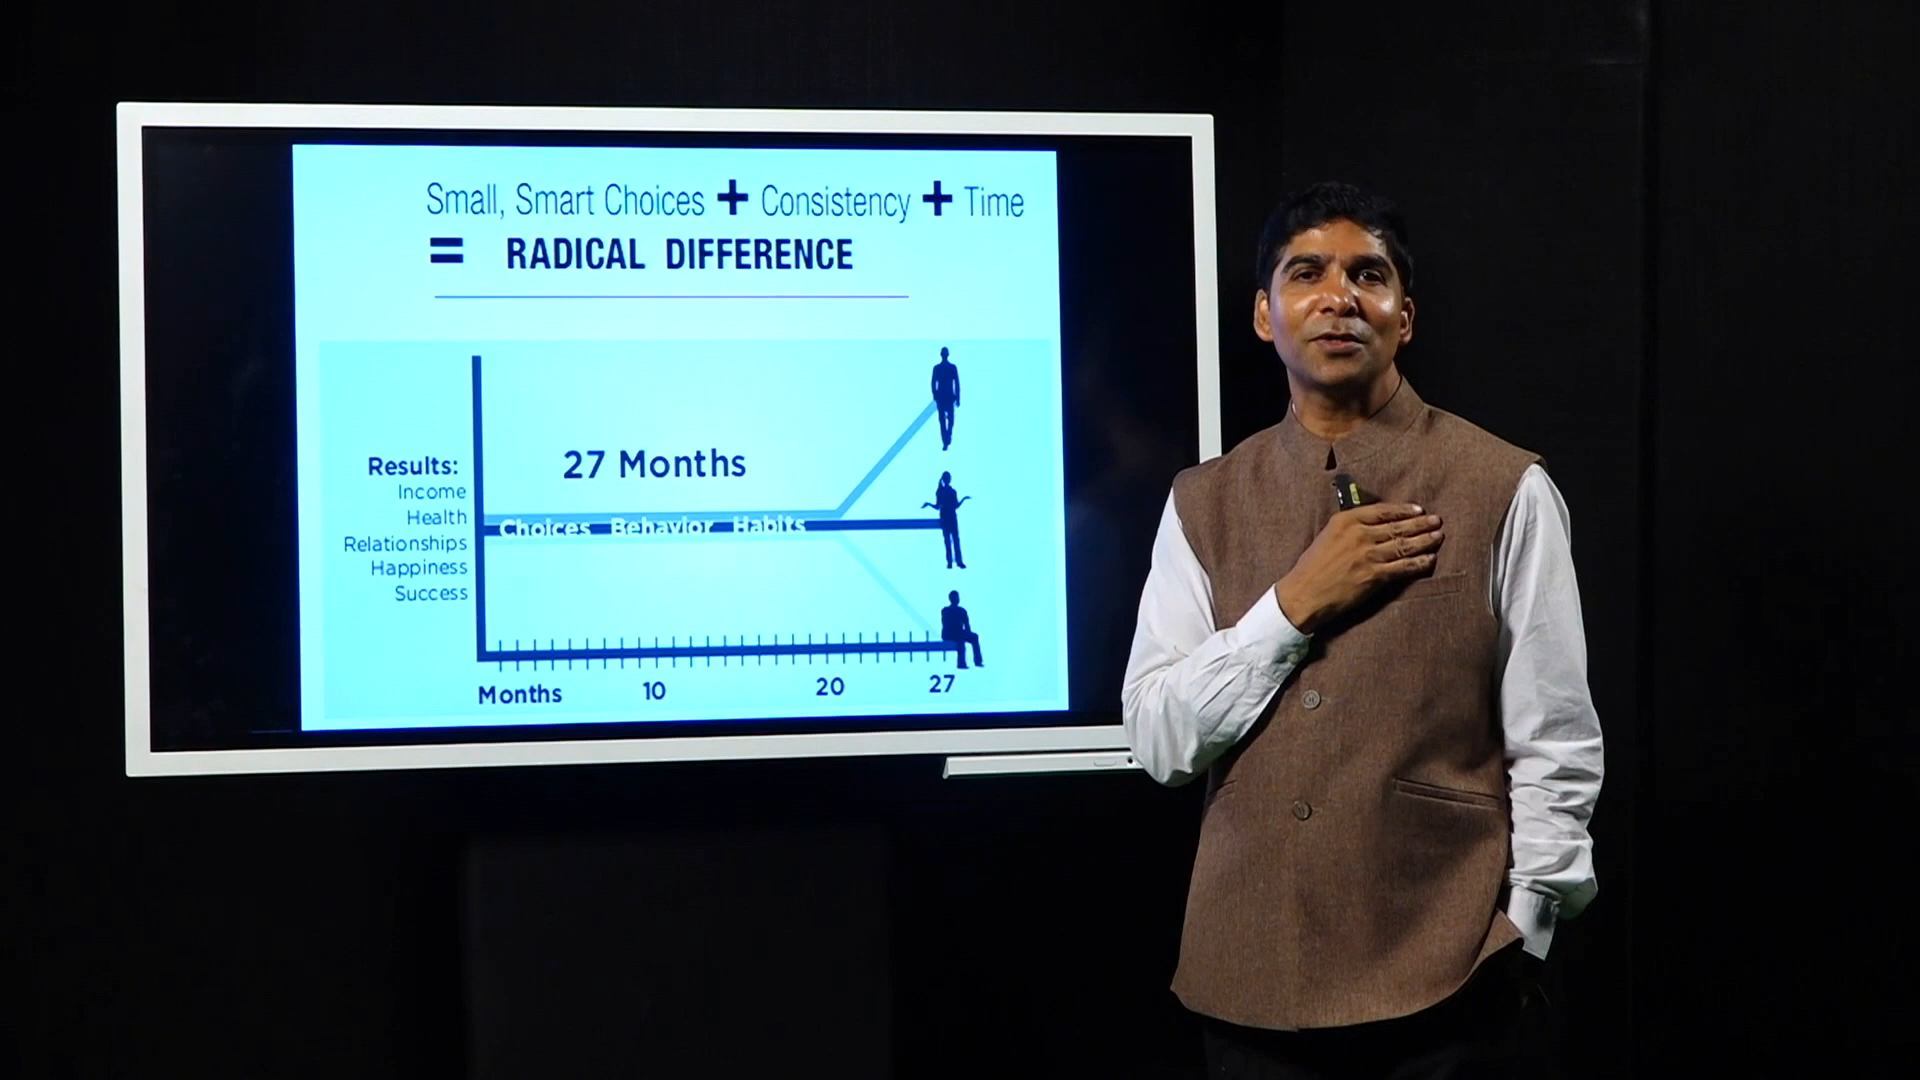 Small, Smart Choices + Consistency + Time
= RADICAL DIFFERENCE
27 Months
Results:
Income
Health
Relationships
Happiness
Success
Choices Behavior Habits
Months 10 20 27